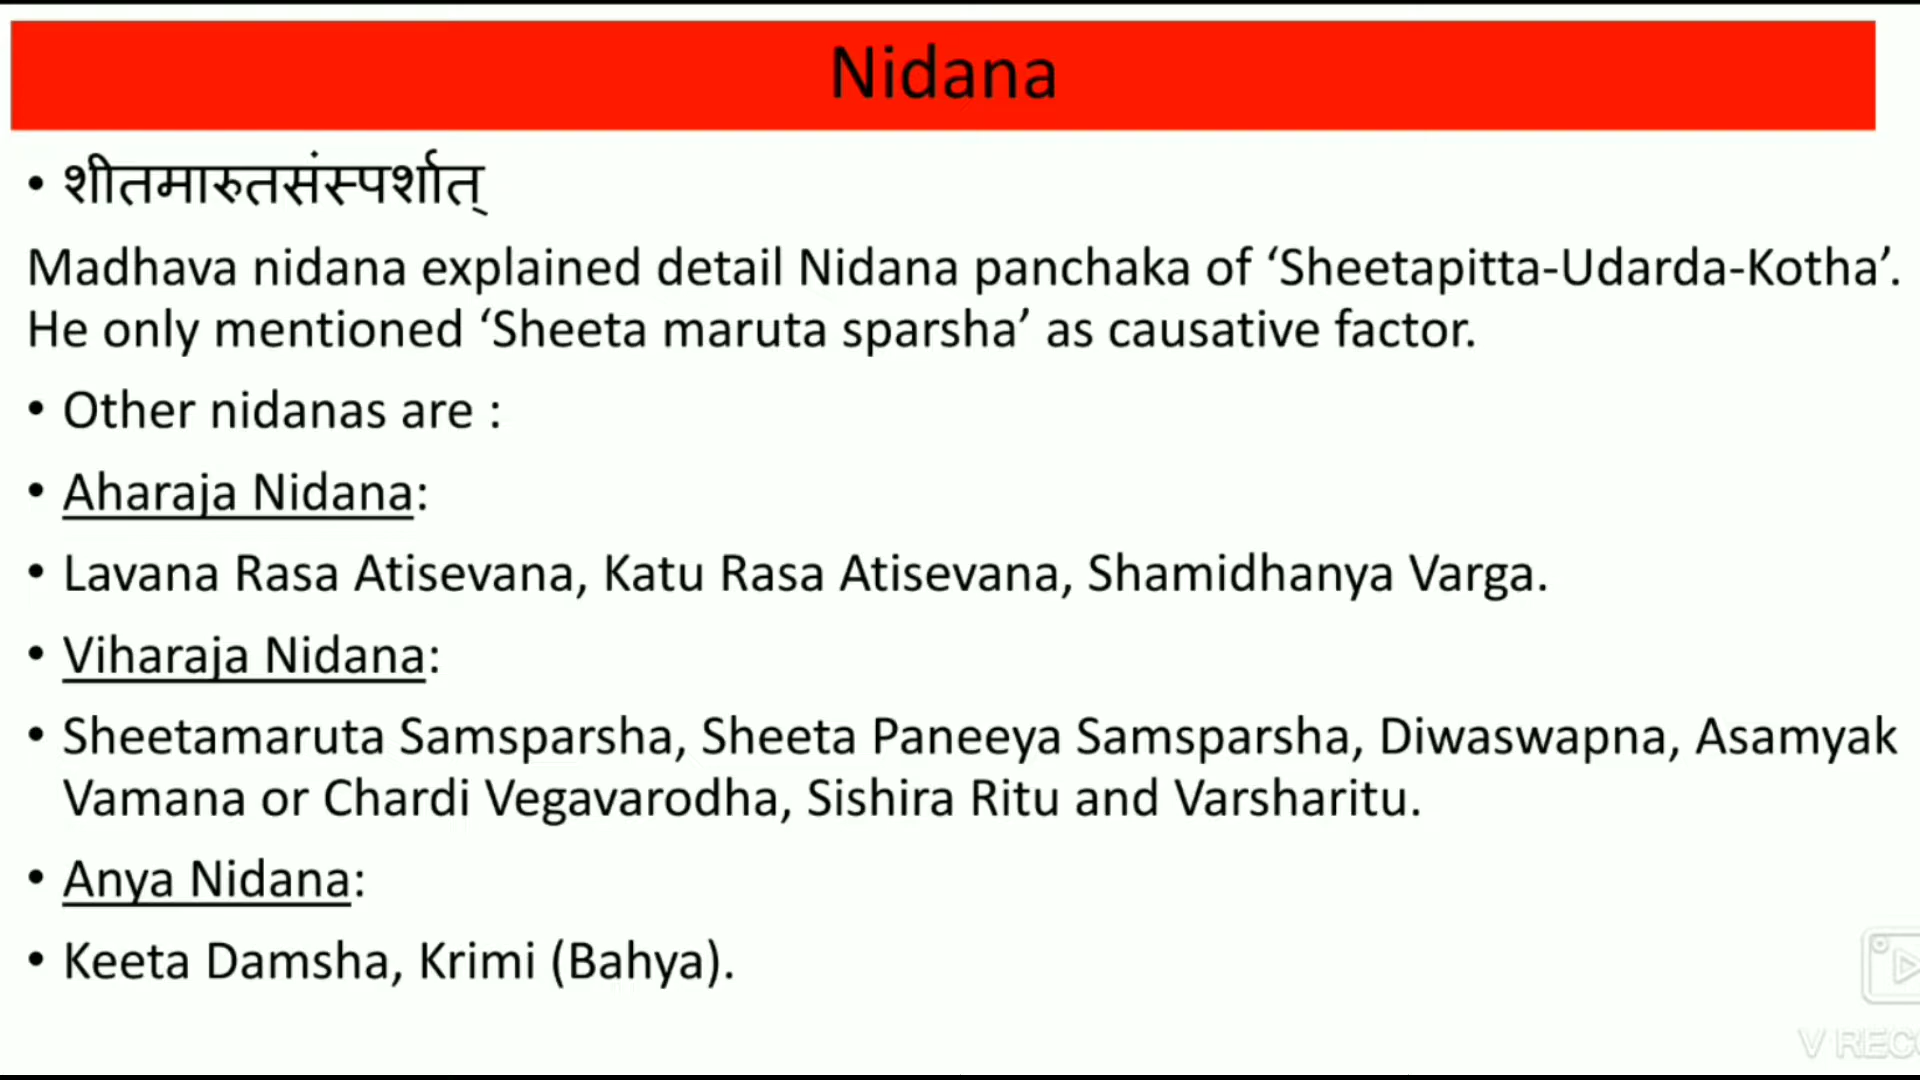 Nidana
• शीतमारुतसंस्पर्शात्
Madhava nidana explained detail Nidana panchaka of ‘Sheetapitta-Udarda-Kotha’.
He only mentioned ‘Sheeta maruta sparsha’ as causative factor.
• Other nidanas are :
• Aharaja Nidana:
• Lavana Rasa Atisevana, Katu Rasa Atisevana, Shamidhanya Varga.
• Viharaja Nidana:
• Sheetamaruta Samsparsha, Sheeta Paneeya Samsparsha, Diwaswapna, Asamyak
Vamana or Chardi Vegavarodha, Sishira Ritu and Varsharitu.
• Anya Nidana:
• Keeta Damsha, Krimi (Bahya).
V REC